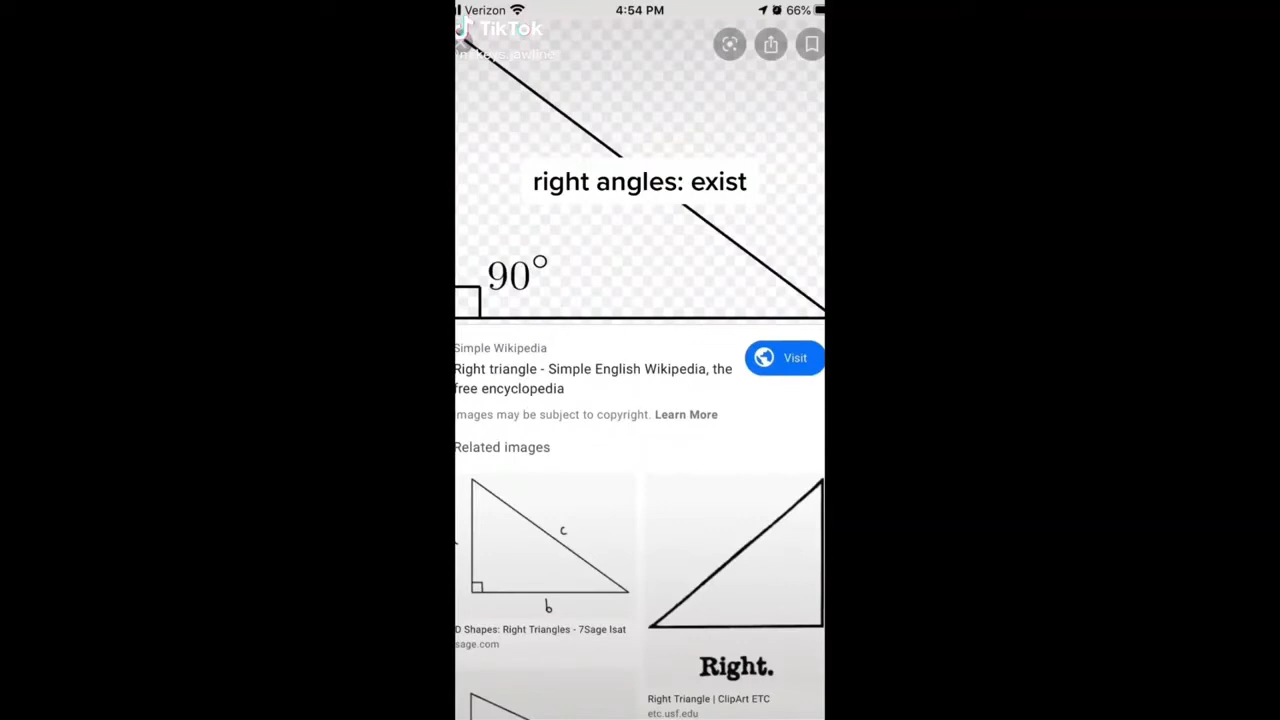 Verizon 4:54 PM 66%
TikTok
right angles: exist
90°
Simple Wikipedia
Visit
Right triangle - Simple English Wikipedia, the
free encyclopedia
mages may be subject to copyright. Learn More
Related images
c
b
D Shapes: Right Triangles - 7Sage lsat
sage.com
Right.
Right Triangle | ClipArt ETC
etc.usf.edu